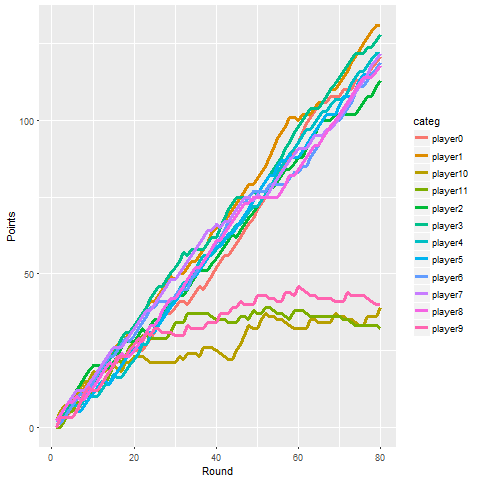 100
50
0
Points
0
20
40
60
80
Round
categ
player0
player1
player10
player11
player2
player3
player4
player5
player6
player7
player8
player9